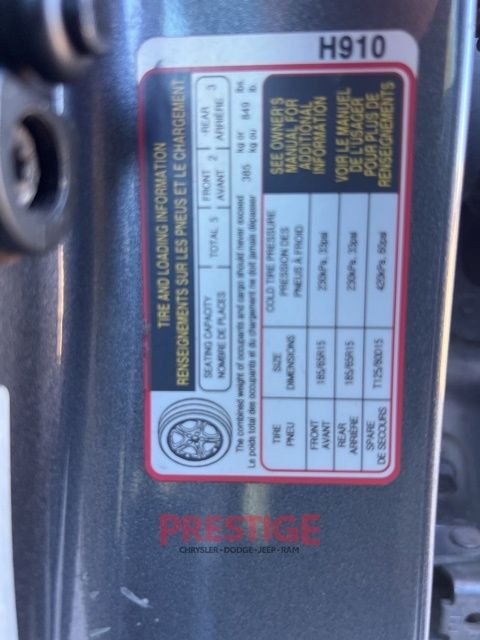 H910
TIRE AND LOADING INFORMATION
RENSEIGNEMENTS SUR LES PNEUS ET LE CHARGEMENT
SEATING CAPACITY TOTAL 5 FRONT 2 REAR 3
NOMBRE DE PLACES AVANT ARRIÈRE
The combined weight of occupants and cargo should never exceed 385 kg or 849 lbs.
Le poids total des occupants et du chargement ne doit jamais dépasser kg ou lb.
TIRE SIZE COLD TIRE PRESSURE
PNEU DIMENSIONS PRESSION DES
PNEUS À FROID
FRONT 185/65R15 230kPa, 33psi
AVANT
REAR 185/65R15 230kPa, 33psi
ARRIÈRE
SPARE T125/80D15 420kPa, 60psi
DE SECOURS
SEE OWNER'S
MANUAL FOR
ADDITIONAL
INFORMATION
VOIR LE MANUEL
DE L'USAGER
POUR PLUS DE
RENSEIGNEMENTS
PRESTIGE
CHRYSLER-DODGE-JEEP-RAM